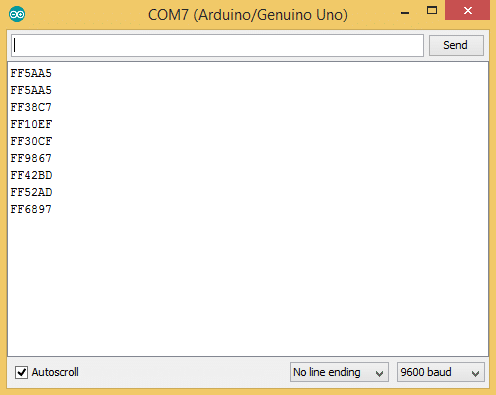 COM7 (Arduino/Genuino Uno)
Send
FF5AA5
FF5AA5
FF38C7
FF10EF
FF30CF
FF9867
FF42BD
FF52AD
FF6897
Autoscroll
No line ending
9600 baud